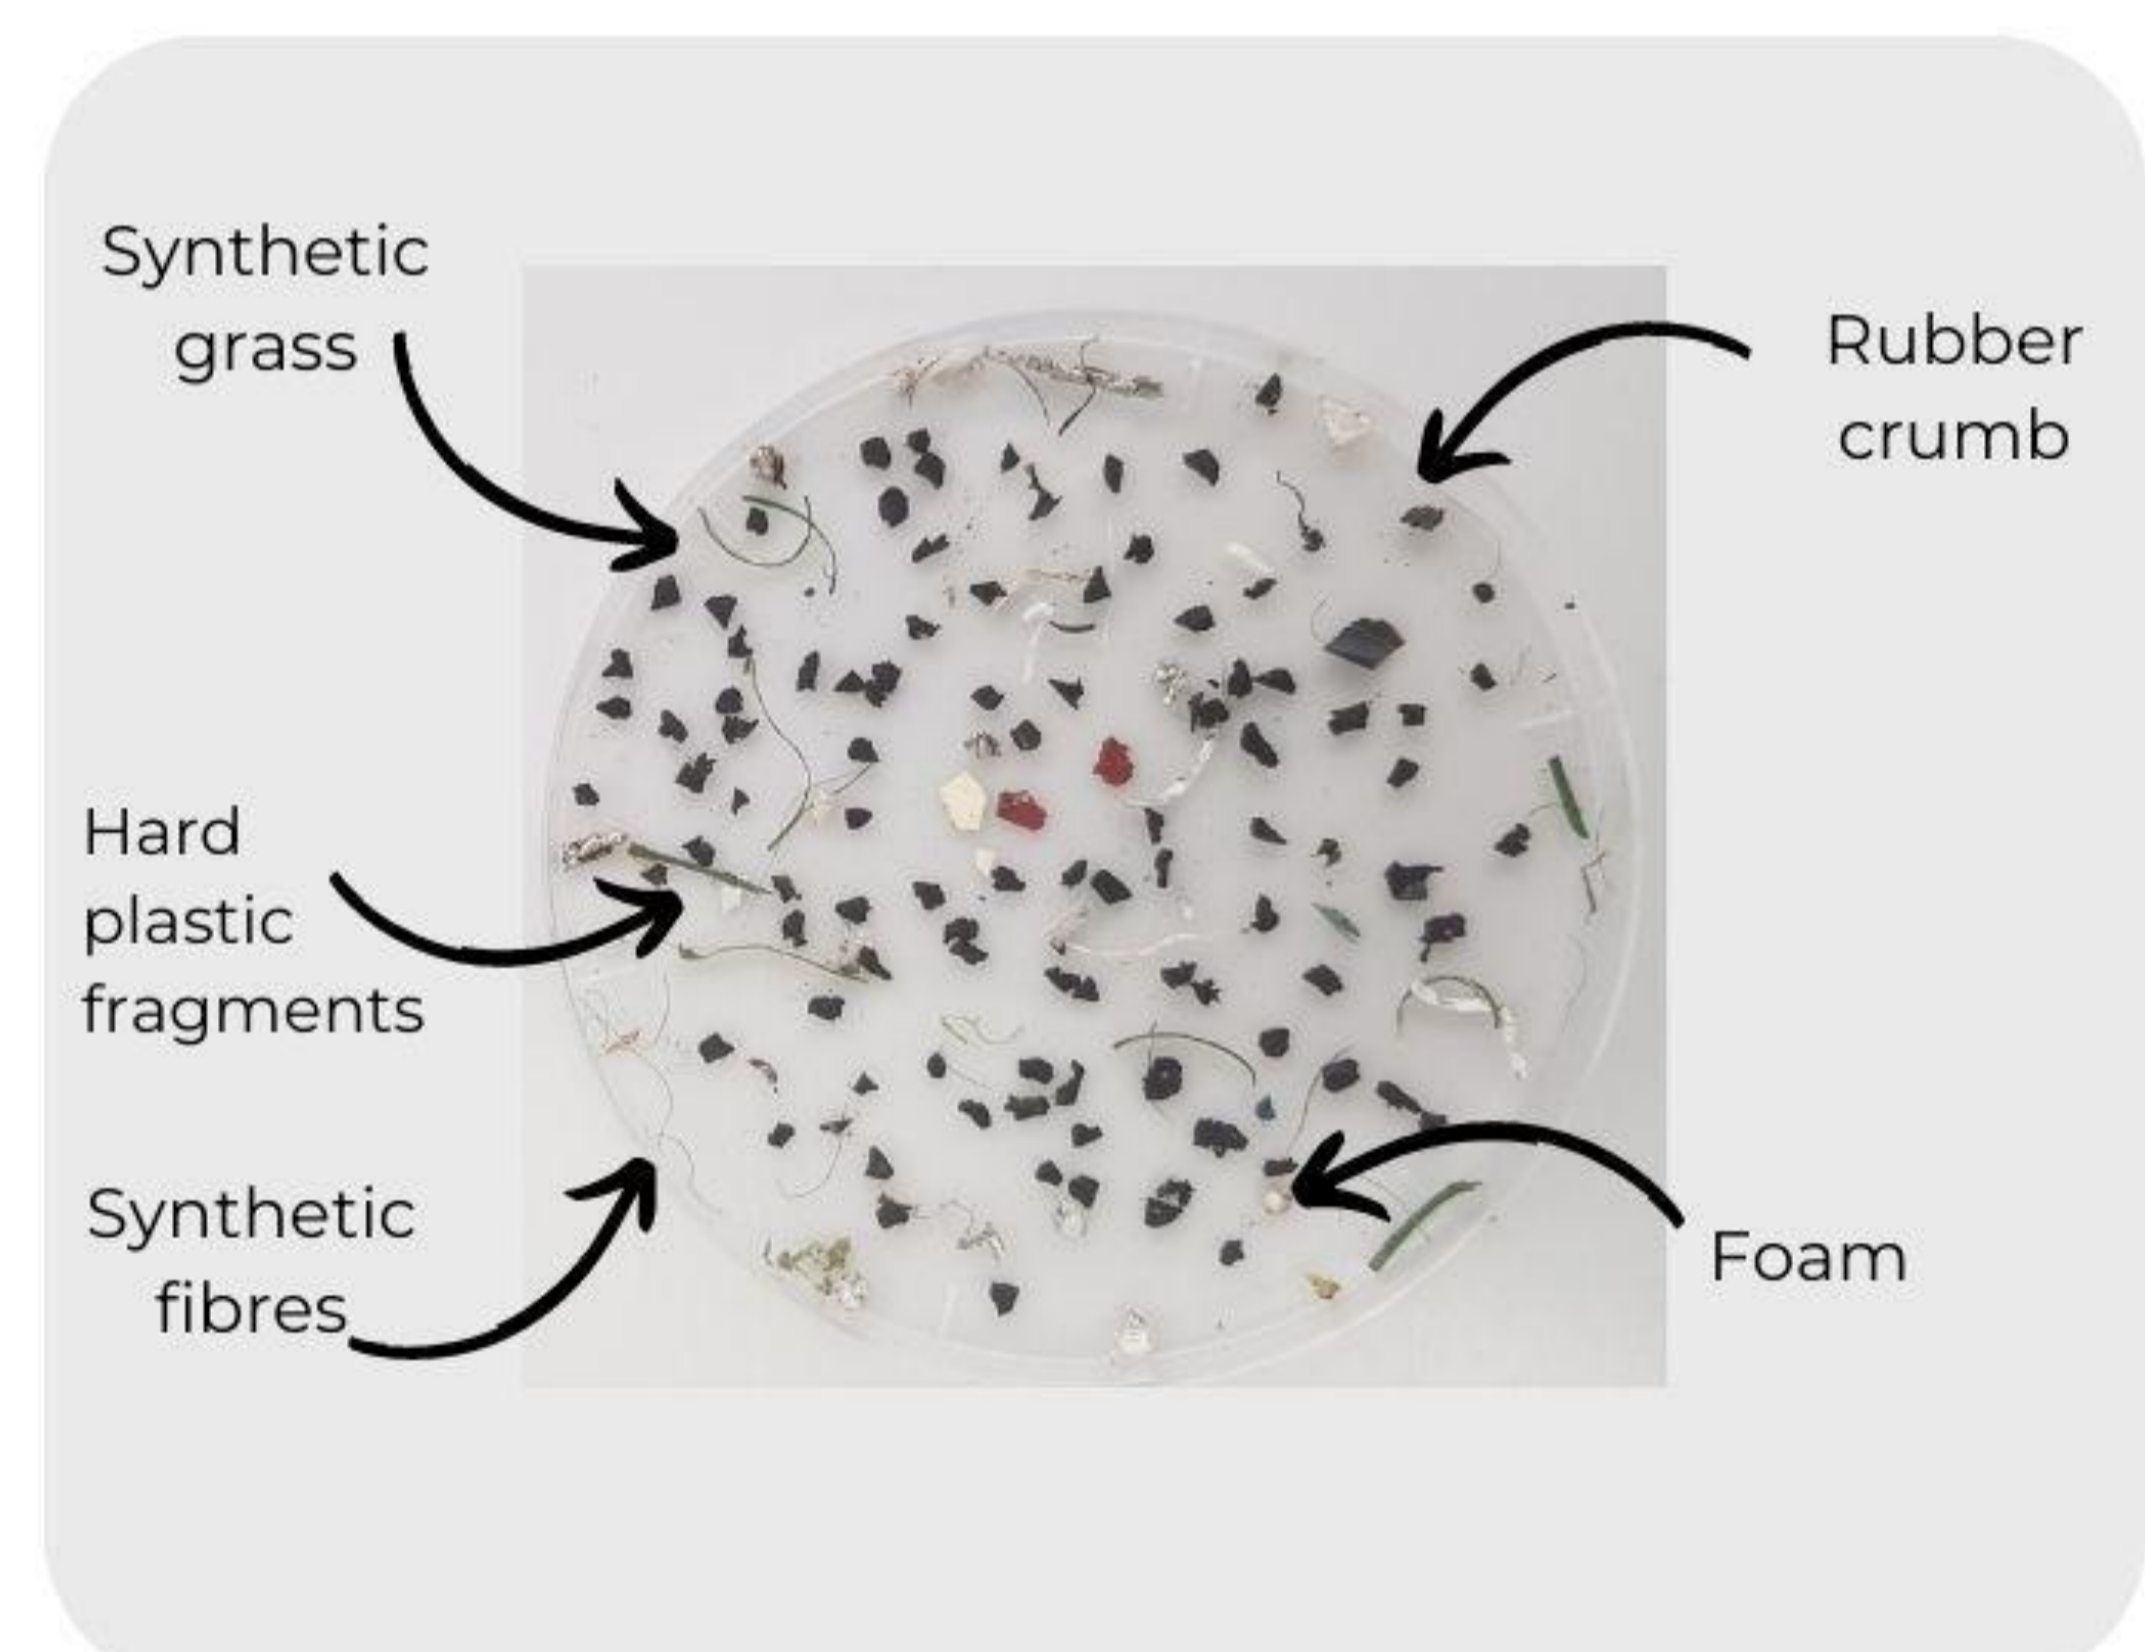 Synthetic
grass
Rubber
crumb
Hard
plastic
fragments
Synthetic
fibres
Foam